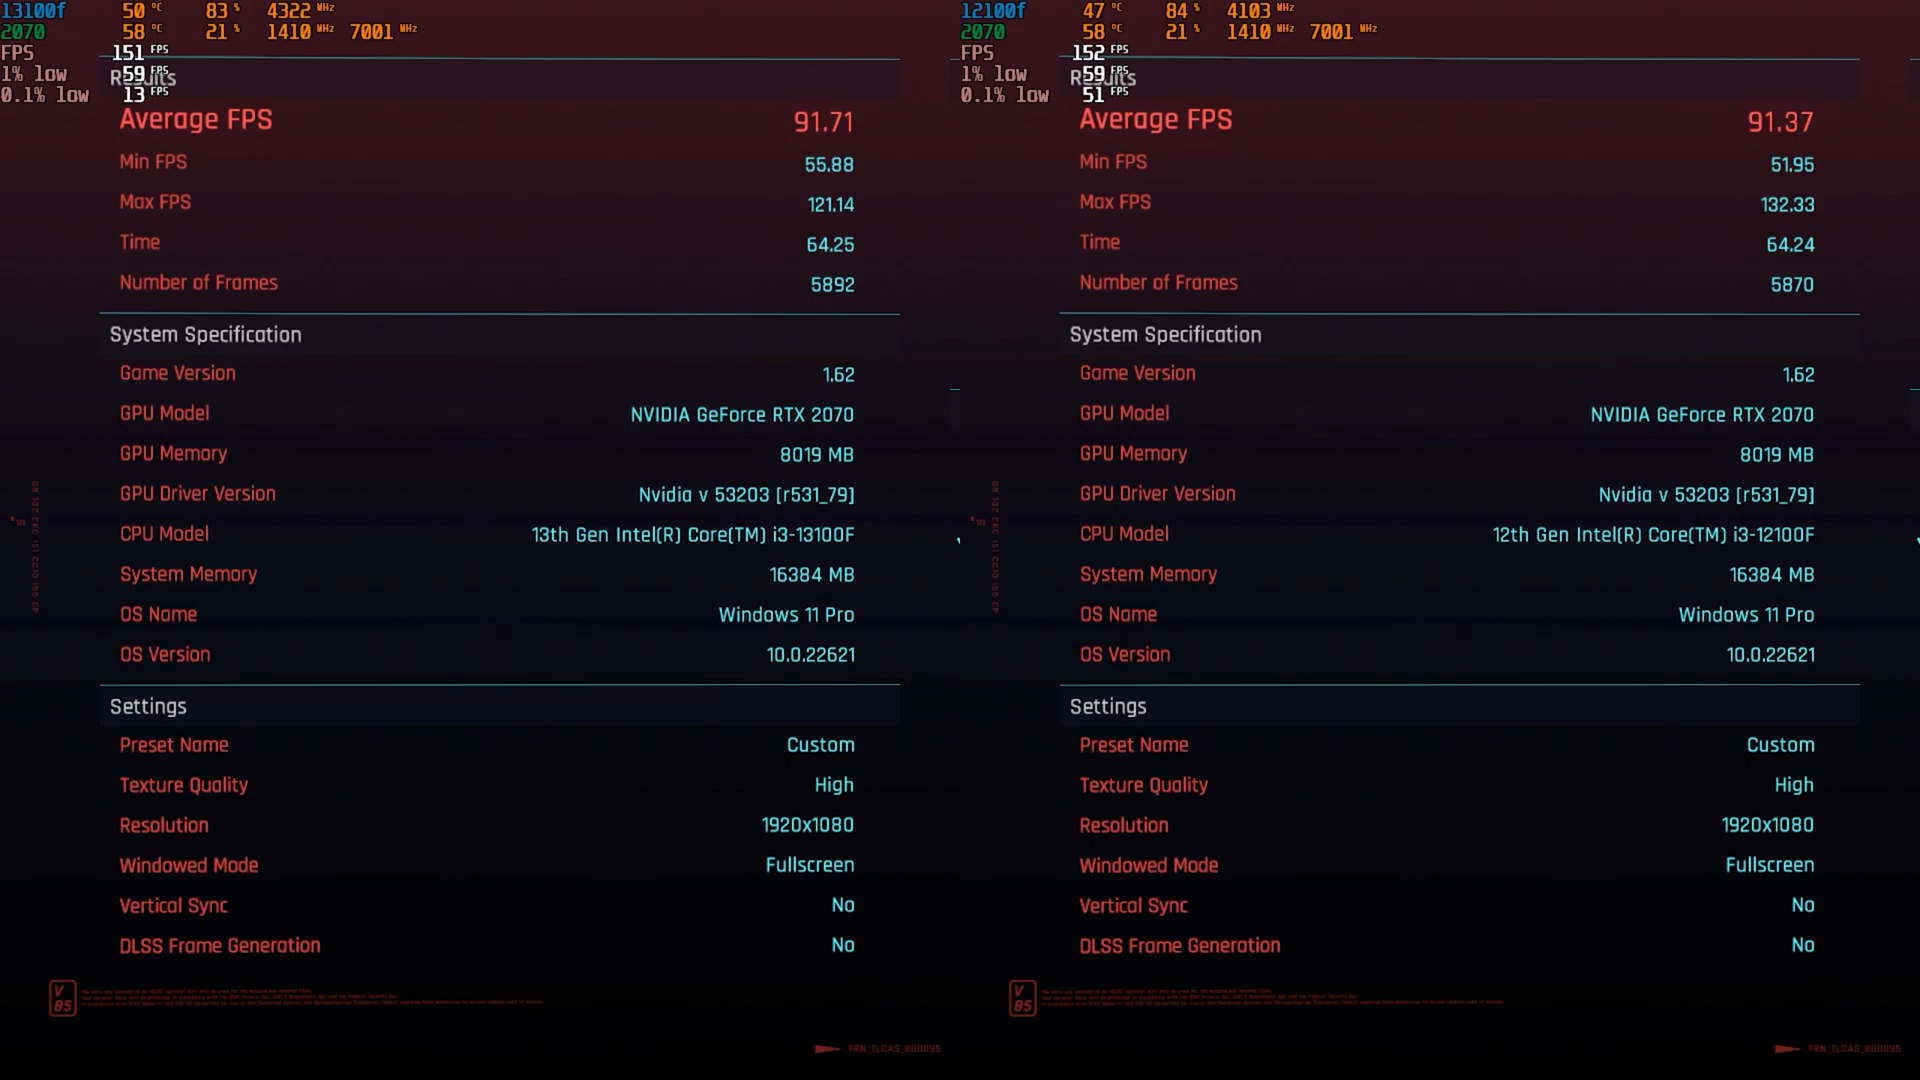 13100f 50 °C 83 % 4322 MHz
2070 58 °C 21 % 1410 MHz 7001 MHz
FPS 151 FPS
1% low 59 FPS
0.1% low 13 FPS
Results
Average FPS 91.71
Min FPS 55.88
Max FPS 121.14
Time 64.25
Number of Frames 5892
System Specification
Game Version 1.62
GPU Model NVIDIA GeForce RTX 2070
GPU Memory 8019 MB
GPU Driver Version Nvidia v 53203 [r531_79]
CPU Model 13th Gen Intel(R) Core(TM) i3-13100F
System Memory 16384 MB
OS Name Windows 11 Pro
OS Version 10.0.22621
Settings
Preset Name Custom
Texture Quality High
Resolution 1920x1080
Windowed Mode Fullscreen
Vertical Sync No
DLSS Frame Generation No
V
85
TRN_TLCAS_800095
12100f 47 °C 84 % 4103 MHz
2070 58 °C 21 % 1410 MHz 7001 MHz
FPS 152 FPS
1% low 59 FPS
0.1% low 51 FPS
Results
Average FPS 91.37
Min FPS 51.95
Max FPS 132.33
Time 64.24
Number of Frames 5870
System Specification
Game Version 1.62
GPU Model NVIDIA GeForce RTX 2070
GPU Memory 8019 MB
GPU Driver Version Nvidia v 53203 [r531_79]
CPU Model 12th Gen Intel(R) Core(TM) i3-12100F
System Memory 16384 MB
OS Name Windows 11 Pro
OS Version 10.0.22621
Settings
Preset Name Custom
Texture Quality High
Resolution 1920x1080
Windowed Mode Fullscreen
Vertical Sync No
DLSS Frame Generation No
V
85
TRN_TLCAS_800095